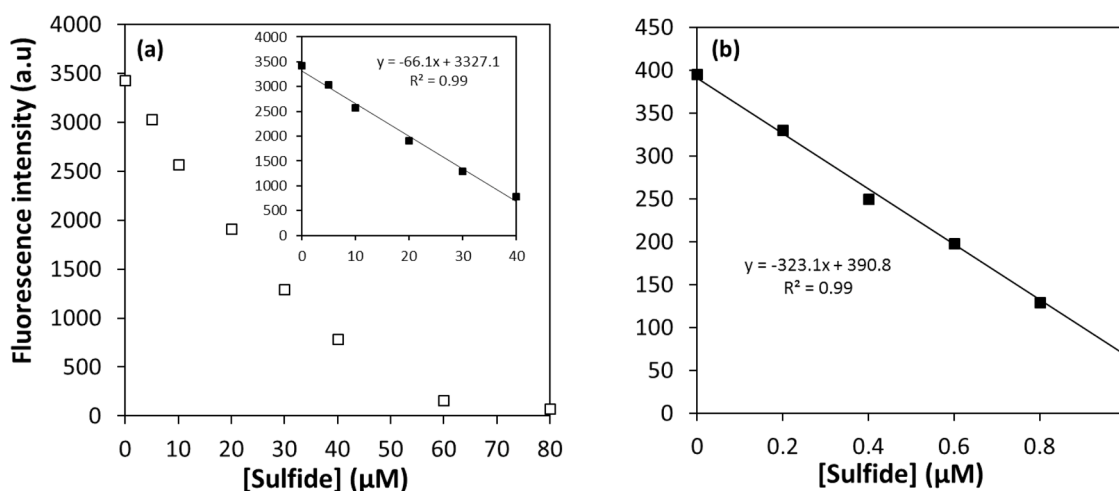 (a)
Fluorescence intensity (a.u)
4000
3500
3000
2500
2000
1500
1000
500
0
0 10 20 30 40 50 60 70 80
[Sulfide] (µM)
y = -66.1x + 3327.1
R² = 0.99
4000
3500
3000
2500
2000
1500
1000
500
0
0 10 20 30 40
(b)
450
400
350
300
250
200
150
100
50
0
y = -323.1x + 390.8
R² = 0.99
0 0.2 0.4 0.6 0.8
[Sulfide] (µM)